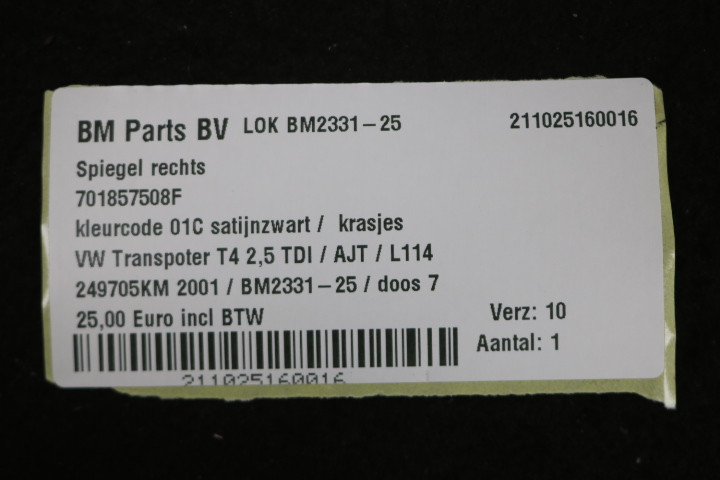 BM Parts BV LOK BM2331-25 211025160016
Spiegel rechts
701857508F
kleurcode 01C satijnzwart / krasjes
VW Transpoter T4 2,5 TDI / AJT / L114
249705KM 2001 / BM2331-25 / doos 7
25,00 Euro incl BTW Verz: 10
Aantal: 1
211025160016